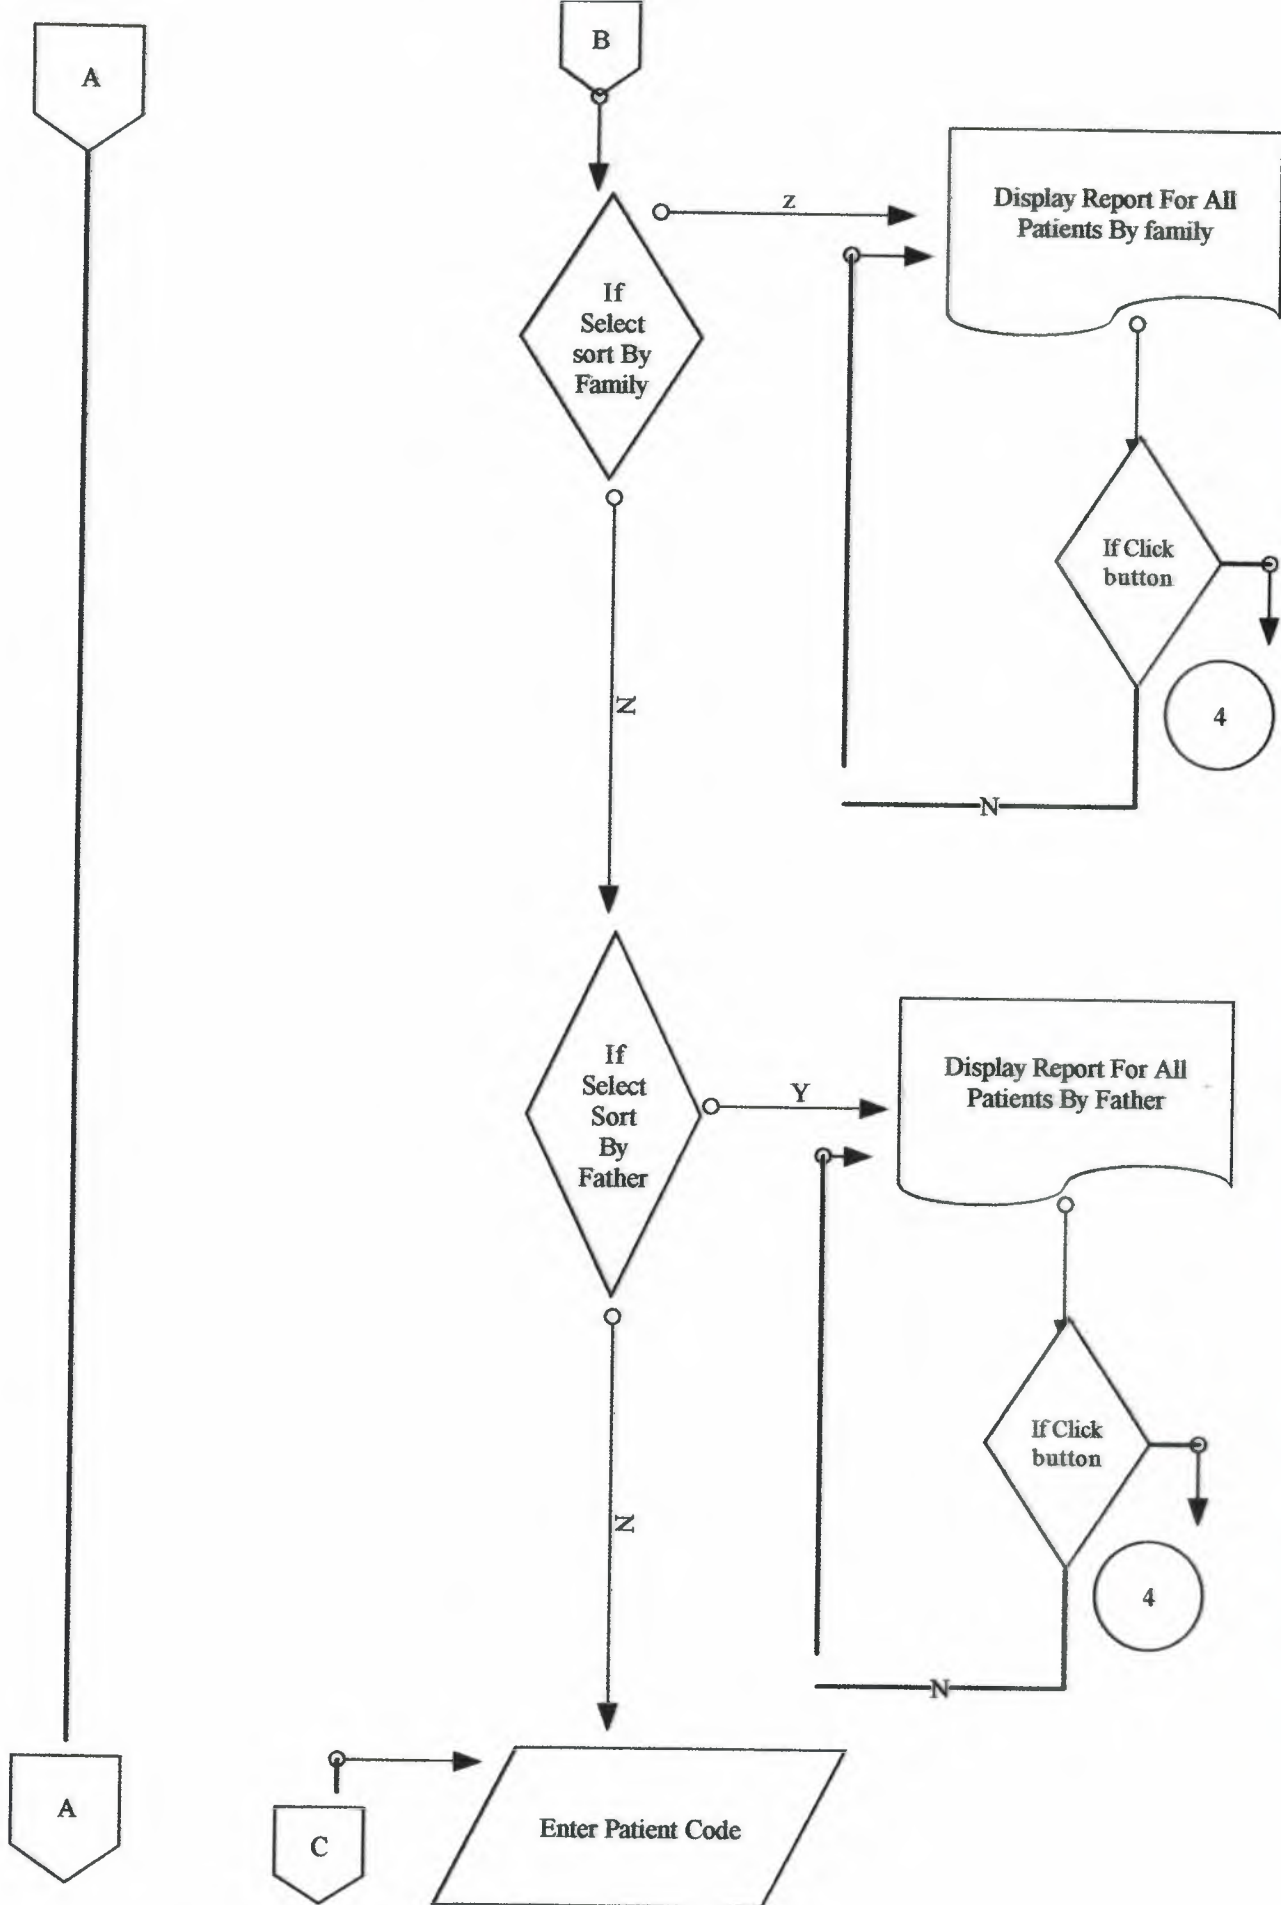 A
B
z
Display Report For All
Patients By family
If
Select
sort By
Family
If Click
button
4
N
N
If
Select
Sort
By
Father
Y
Display Report For All
Patients By Father
If Click
button
4
N
N
A
C
Enter Patient Code